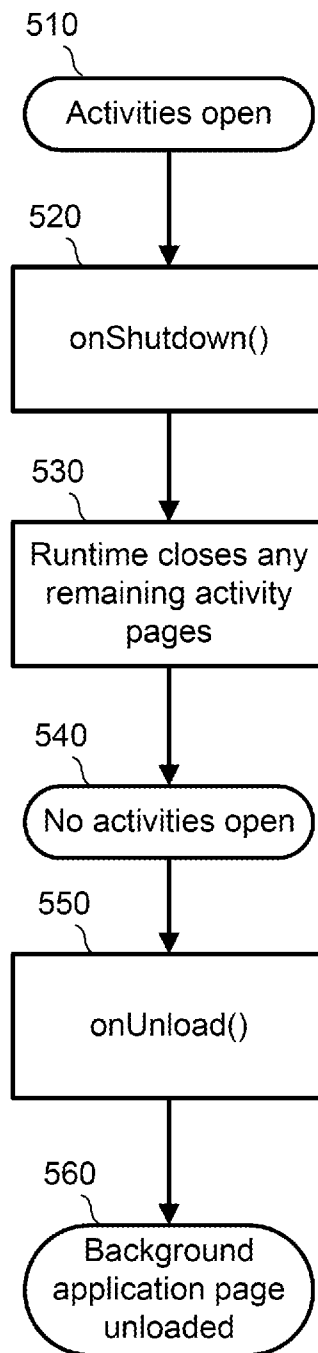 510
Activities open
520
onShutdown()
530
Runtime closes any
remaining activity
pages
540
No activities open
550
onUnload()
560
Background
application page
unloaded